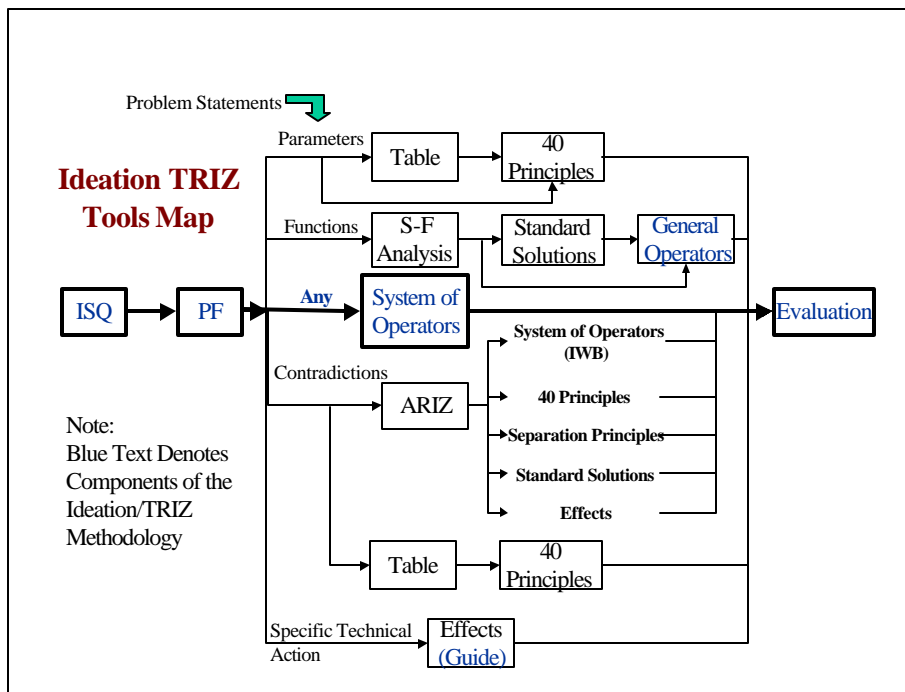 Problem Statements
Parameters
Table
40
Principles
Ideation TRIZ
Tools Map
Functions
S-F
Analysis
Standard
Solutions
General
Operators
ISQ
PF
Any
System of
Operators
Evaluation
System of Operators
(IWB)
Contradictions
ARIZ
40 Principles
Separation Principles
Standard Solutions
Effects
Note:
Blue Text Denotes
Components of the
Ideation/TRIZ
Methodology
Table
40
Principles
Specific Technical
Action
Effects
(Guide)